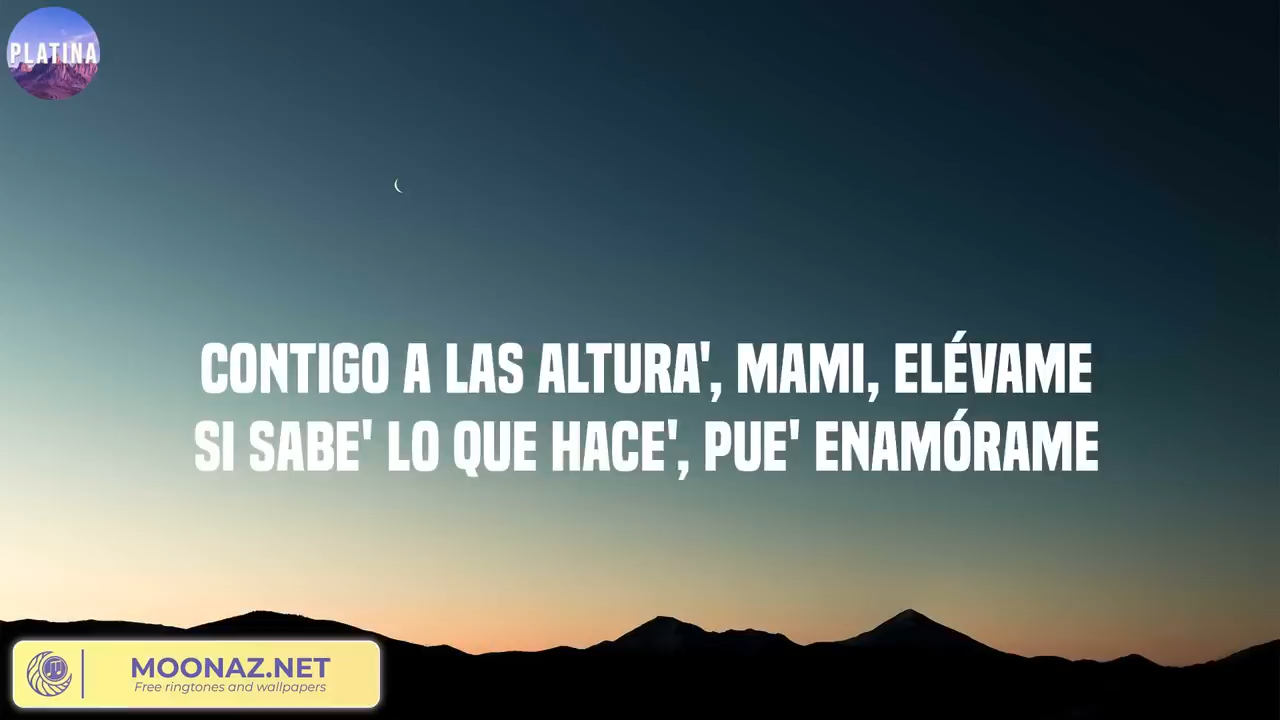 PLATINA
CONTIGO A LAS ALTURA', MAMI, ELÉVAME
SI SABE' LO QUE HACE', PUE' ENAMÓRAME
MOONAZ.NET
Free ringtones and wallpapers